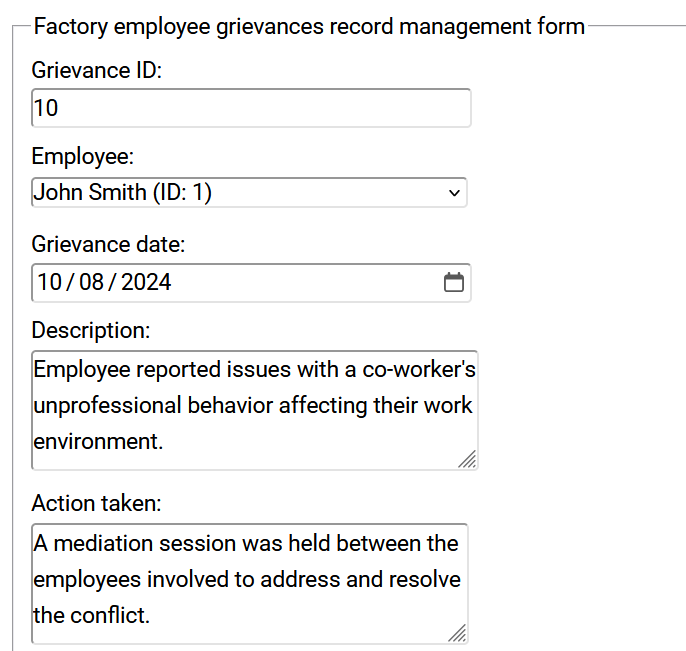 Factory employee grievances record management form
Grievance ID:
10
Employee:
John Smith (ID: 1)
Grievance date:
10/08/2024
Description:
Employee reported issues with a co-worker's
unprofessional behavior affecting their work
environment.
Action taken:
A mediation session was held between the
employees involved to address and resolve
the conflict.